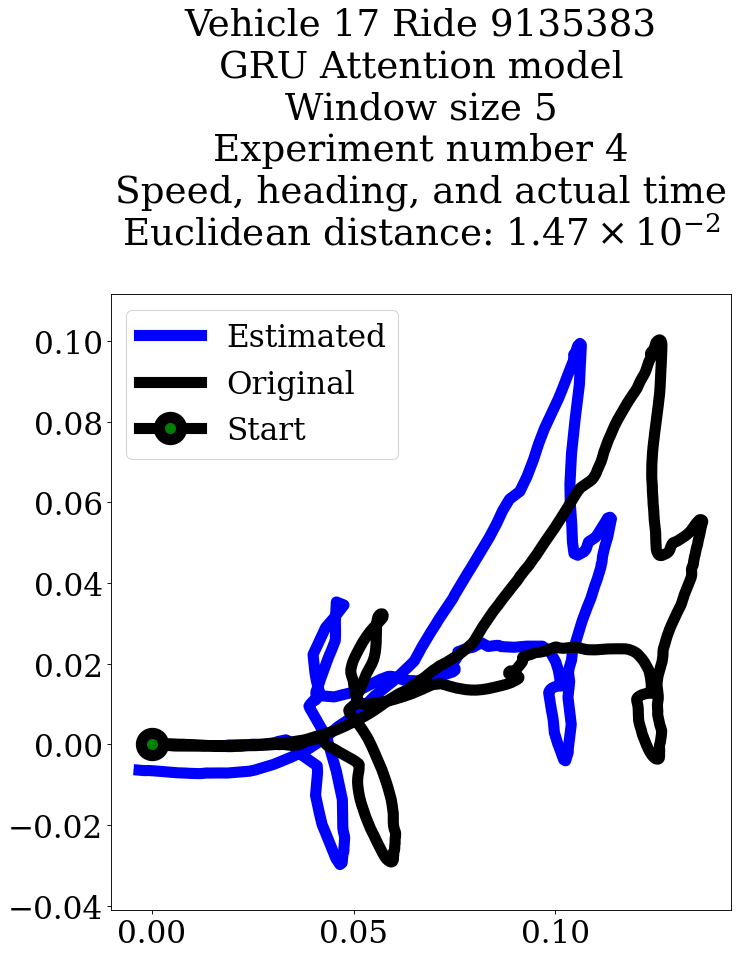 Vehicle 17 Ride 9135383
GRU Attention model
Window size 5
Experiment number 4
Speed, heading, and actual time
Euclidean distance: 1.47 × 10⁻²
Estimated
Original
Start
0.10
0.08
0.06
0.04
0.02
0.00
−0.02
−0.04
0.00 0.05 0.10